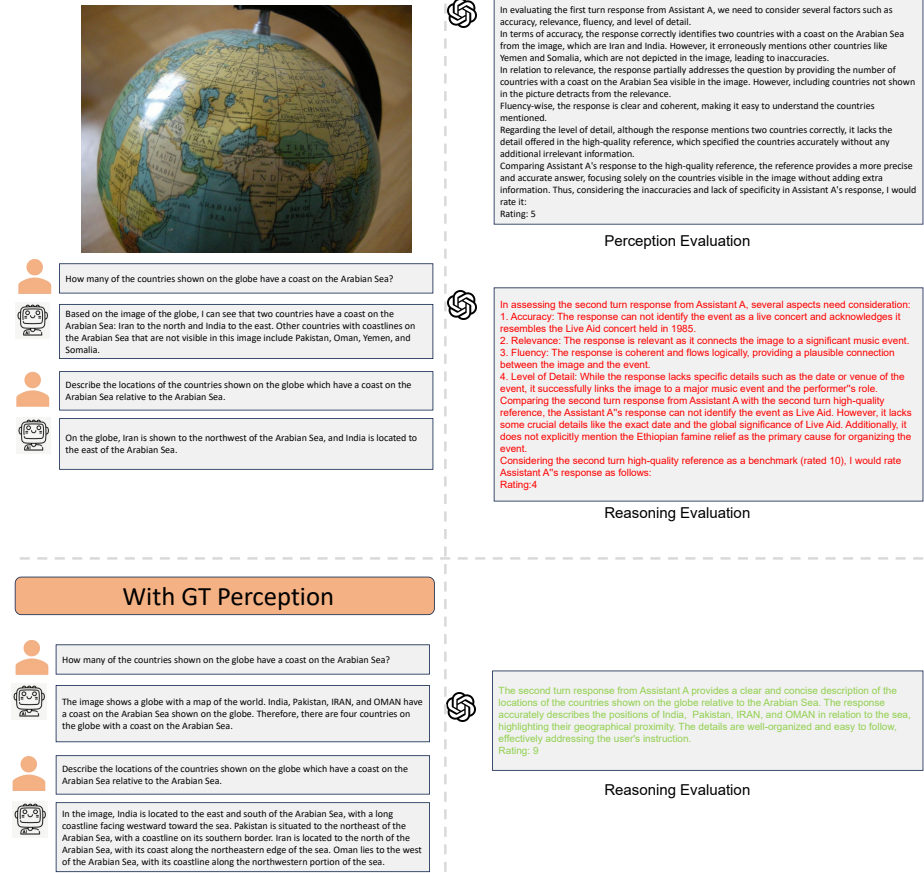 How many of the countries shown on the globe have a coast on the Arabian Sea?
Based on the image of the globe, I can see that two countries have a coast on the
Arabian Sea: Iran to the north and India to the east. Other countries with coastlines on
the Arabian Sea that are not visible in this image include Pakistan, Oman, Yemen, and
Somalia.
Describe the locations of the countries shown on the globe which have a coast on the
Arabian Sea relative to the Arabian Sea.
On the globe, Iran is shown to the northwest of the Arabian Sea, and India is located to
the east of the Arabian Sea.
In evaluating the first turn response from Assistant A, we need to consider several factors such as
accuracy, relevance, fluency, and level of detail.
In terms of accuracy, the response correctly identifies two countries with a coast on the Arabian Sea
from the image, which are Iran and India. However, it erroneously mentions other countries like
Yemen and Somalia, which are not depicted in the image, leading to inaccuracies.
In relation to relevance, the response partially addresses the question by providing the number of
countries with a coast on the Arabian Sea visible in the image. However, including countries not shown
in the picture detracts from the relevance.
Fluency-wise, the response is clear and coherent, making it easy to understand the countries
mentioned.
Regarding the level of detail, although the response mentions two countries correctly, it lacks the
detail offered in the high-quality reference, which specified the countries accurately without any
additional irrelevant information.
Comparing Assistant A's response to the high-quality reference, the reference provides a more precise
and accurate answer, focusing solely on the countries visible in the image without adding extra
information. Thus, considering the inaccuracies and lack of specificity in Assistant A's response, I would
rate it:
Rating: 5
Perception Evaluation
In assessing the second turn response from Assistant A, several aspects need consideration:
1. Accuracy: The response can not identify the event as a live concert and acknowledges it
resembles the Live Aid concert held in 1985.
2. Relevance: The response is relevant as it connects the image to a significant music event.
3. Fluency: The response is coherent and flows logically, providing a plausible connection
between the image and the event.
4. Level of Detail: While the response lacks specific details such as the date or venue of the
event, it successfully links the image to a major music event and the performer"s role.
Comparing the second turn response from Assistant A with the second turn high-quality
reference, the Assistant A"s response can not identify the event as Live Aid. However, it lacks
some crucial details like the exact date and the global significance of Live Aid. Additionally, it
does not explicitly mention the Ethiopian famine relief as the primary cause for organizing the
event.
Considering the second turn high-quality reference as a benchmark (rated 10), I would rate
Assistant A"s response as follows:
Rating:4
Reasoning Evaluation
With GT Perception
How many of the countries shown on the globe have a coast on the Arabian Sea?
The image shows a globe with a map of the world. India, Pakistan, IRAN, and OMAN have
a coast on the Arabian Sea shown on the globe. Therefore, there are four countries on
the globe with a coast on the Arabian Sea.
Describe the locations of the countries shown on the globe which have a coast on the
Arabian Sea relative to the Arabian Sea.
In the image, India is located to the east and south of the Arabian Sea, with a long
coastline facing westward toward the sea. Pakistan is situated to the northeast of the
Arabian Sea, with a coastline on its southern border. Iran is located to the north of the
Arabian Sea, with its coast along the northeastern edge of the sea. Oman lies to the west
of the Arabian Sea, with its coastline along the northwestern portion of the sea.
The second turn response from Assistant A provides a clear and concise description of the
locations of the countries shown on the globe relative to the Arabian Sea. The response
accurately describes the positions of India, Pakistan, IRAN, and OMAN in relation to the sea,
highlighting their geographical proximity. The details are well-organized and easy to follow,
effectively addressing the user's instruction.
Rating: 9
Reasoning Evaluation